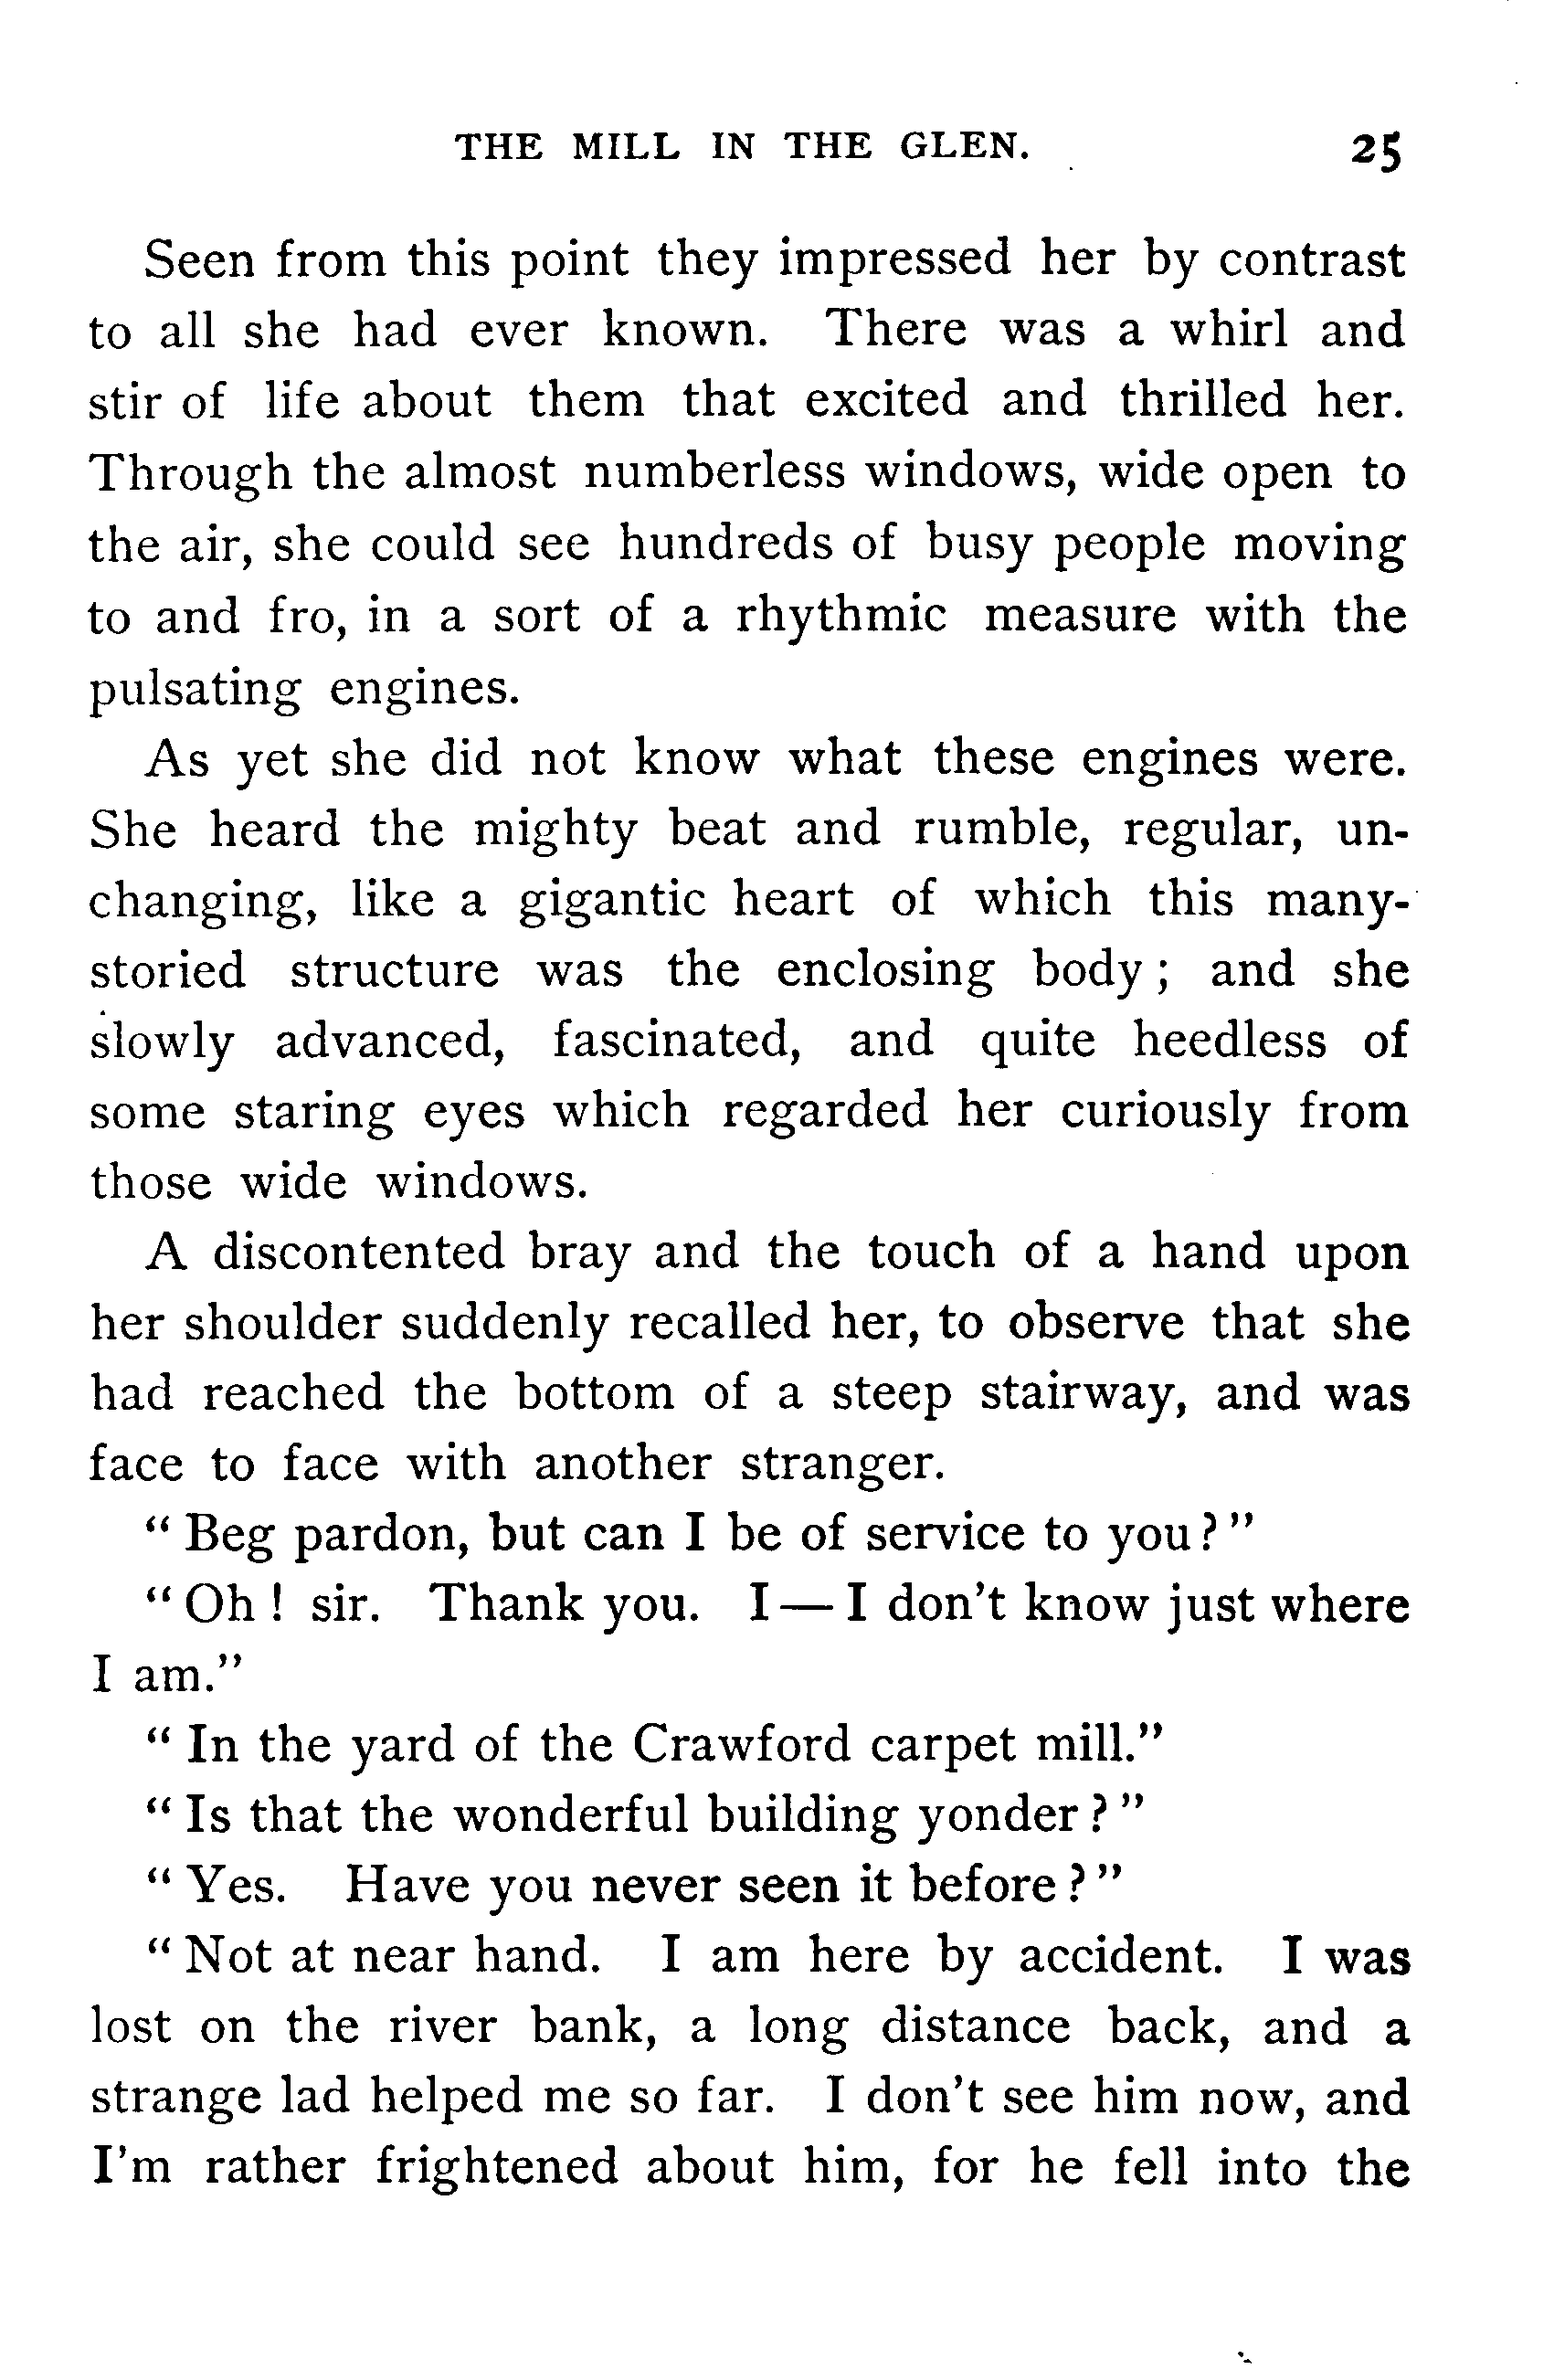 THE MILL IN THE GLEN. 25
Seen from this point they impressed her by contrast
to all she had ever known. There was a whirl and
stir of life about them that excited and thrilled her.
Through the almost numberless windows, wide open to
the air, she could see hundreds of busy people moving
to and fro, in a sort of a rhythmic measure with the
pulsating engines.
As yet she did not know what these engines were.
She heard the mighty beat and rumble, regular, un-
changing, like a gigantic heart of which this many-
storied structure was the enclosing body; and she
slowly advanced, fascinated, and quite heedless of
some staring eyes which regarded her curiously from
those wide windows.
A discontented bray and the touch of a hand upon
her shoulder suddenly recalled her, to observe that she
had reached the bottom of a steep stairway, and was
face to face with another stranger.
“Beg pardon, but can I be of service to you?”
“Oh! sir. Thank you. I—I don’t know just where
I am.”
“In the yard of the Crawford carpet mill.”
“Is that the wonderful building yonder?”
“Yes. Have you never seen it before?”
“Not at near hand. I am here by accident. I was
lost on the river bank, a long distance back, and a
strange lad helped me so far. I don’t see him now, and
I’m rather frightened about him, for he fell into the